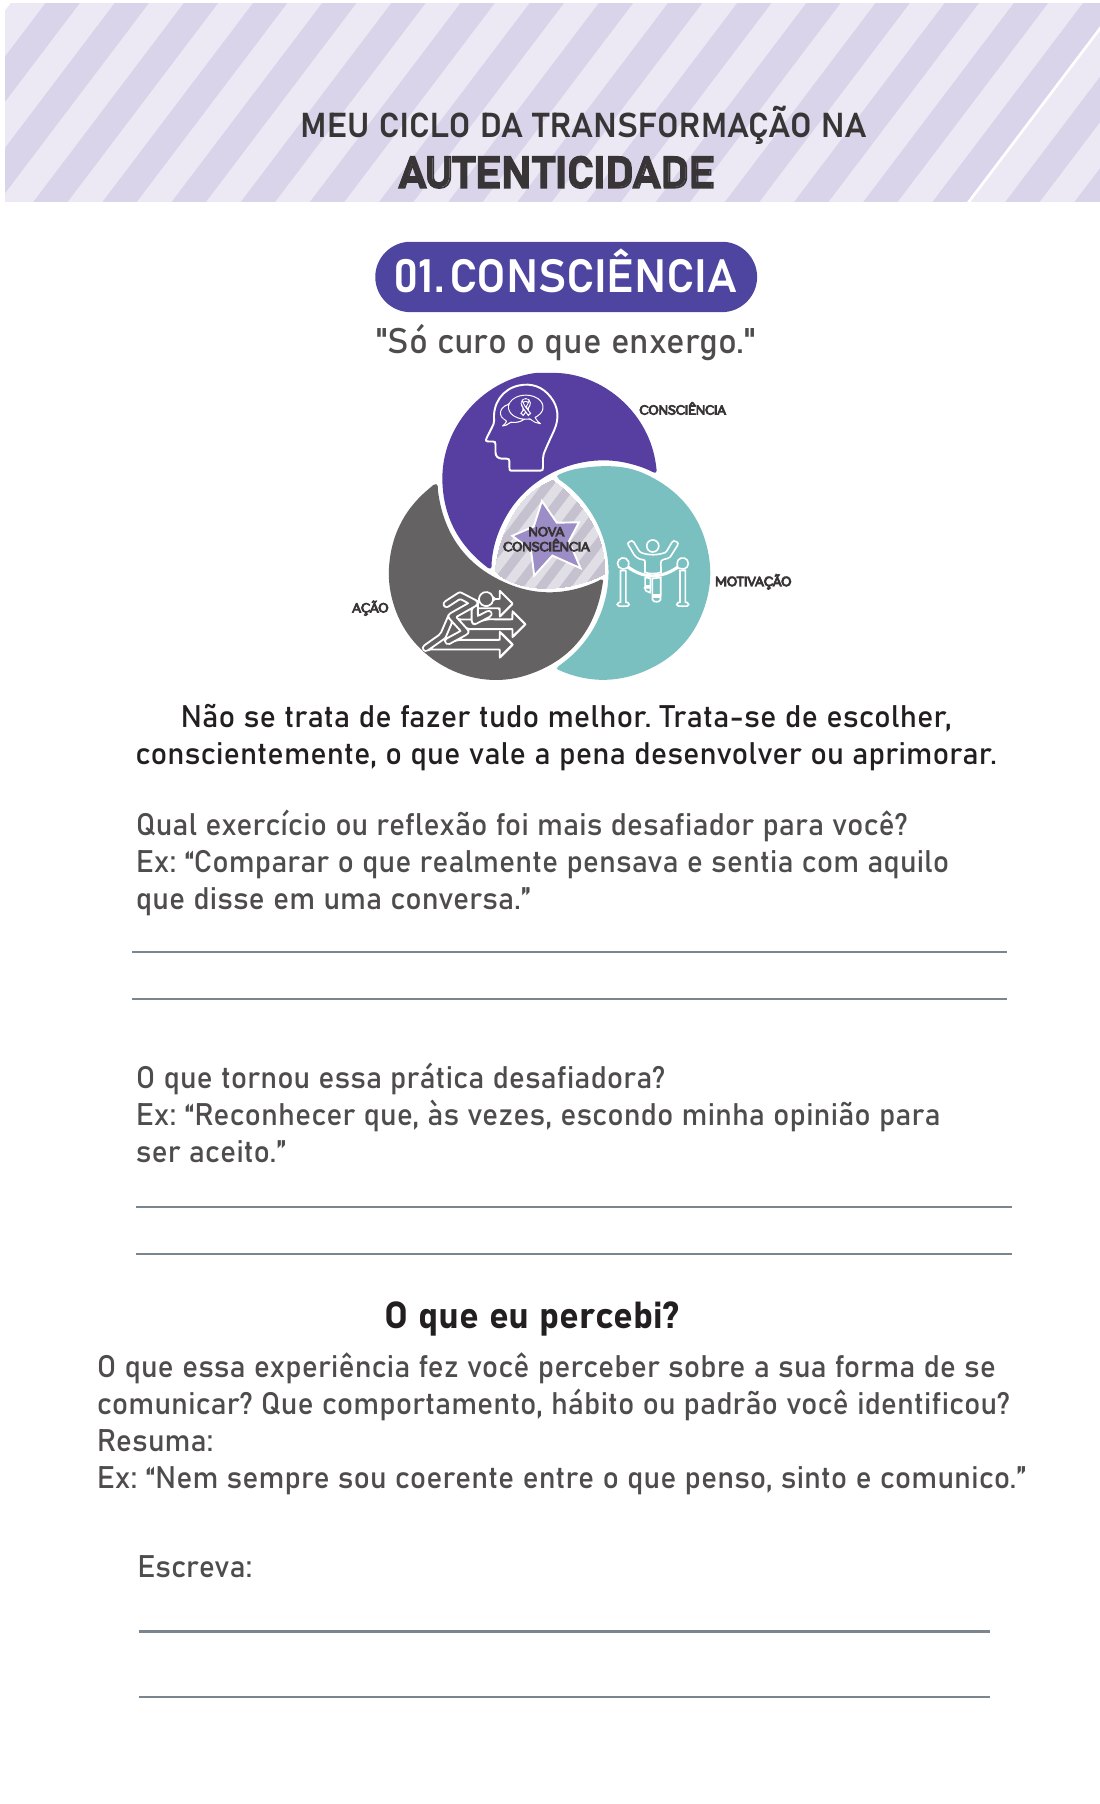 MEU CICLO DA TRANSFORMAÇÃO NA
AUTENTICIDADE
01. CONSCIÊNCIA
"Só curo o que enxergo."
CONSCIÊNCIA
NOVA
CONSCIÊNCIA
MOTIVAÇÃO
AÇÃO
Não se trata de fazer tudo melhor. Trata-se de escolher,
conscientemente, o que vale a pena desenvolver ou aprimorar.
Qual exercício ou reflexão foi mais desafiador para você?
Ex: “Comparar o que realmente pensava e sentia com aquilo
que disse em uma conversa.”
O que tornou essa prática desafiadora?
Ex: “Reconhecer que, às vezes, escondo minha opinião para
ser aceito.”
O que eu percebi?
O que essa experiência fez você perceber sobre a sua forma de se
comunicar? Que comportamento, hábito ou padrão você identificou?
Resuma:
Ex: “Nem sempre sou coerente entre o que penso, sinto e comunico.”
Escreva: